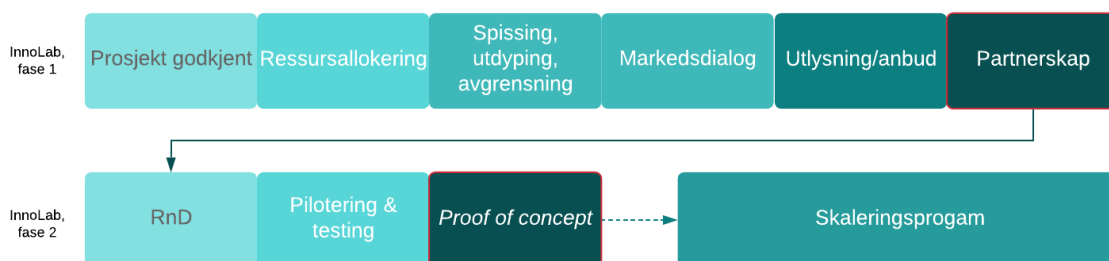 InnoLab,
fase 1
Prosjekt godkjent
Ressursallokering
Spissing,
utdyping,
avgrensning
Markedsdialog
Utlysning/anbud
Partnerskap
InnoLab,
fase 2
RnD
Pilotering &
testing
Proof of concept
Skaleringsprogam